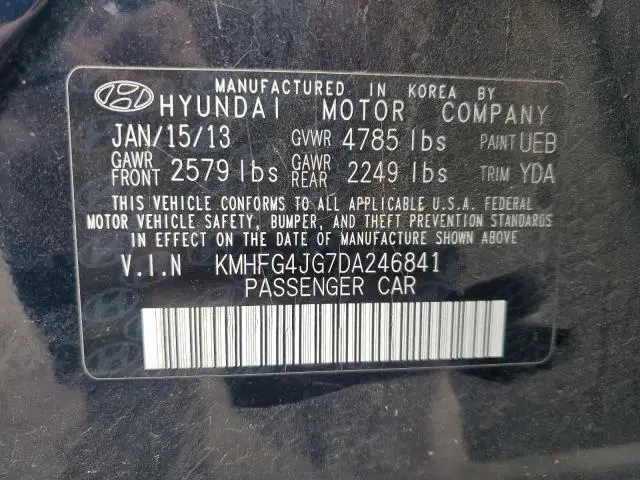 MANUFACTURED IN KOREA BY
HYUNDAI MOTOR COMPANY
JAN/15/13 GVWR 4785 lbs PAINT UEB
GAWR FRONT 2579 lbs GAWR REAR 2249 lbs TRIM YDA
THIS VEHICLE CONFORMS TO ALL APPLICABLE U.S.A. FEDERAL
MOTOR VEHICLE SAFETY, BUMPER, AND THEFT PREVENTION STANDARDS
IN EFFECT ON THE DATE OF MANUFACTURE SHOWN ABOVE
V.I.N KMHFG4JG7DA246841
PASSENGER CAR